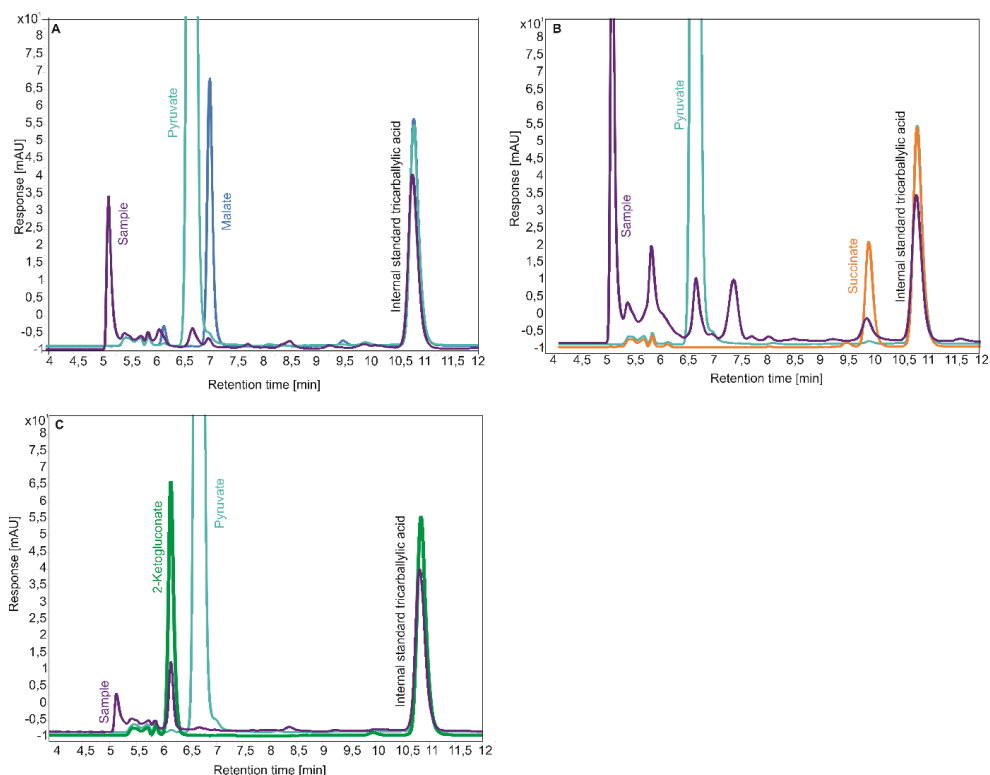 x10¹
A
8,5
8
7,5
7
6,5
6
5,5
5
4,5
4
3,5
3
2,5
2
1,5
1
0,5
0
-0,5
-1
Response [mAU]
Sample
Pyruvate
Malate
Internal standard tricarballylic acid
4 4,5 5 5,5 6 6,5 7 7,5 8 8,5 9 9,5 10 10,5 11 11,5 12
Retention time [min]
x10¹
B
8,5
8
7,5
7
6,5
6
5,5
5
4,5
4
3,5
3
2,5
2
1,5
1
0,5
0
-0,5
-1
Response [mAU]
Sample
Pyruvate
Succinate
Internal standard tricarballylic acid
4 4,5 5 5,5 6 6,5 7 7,5 8 8,5 9 9,5 10 10,5 11 11,5 12
Retention time [min]
x10¹
C
8,5
8
7,5
7
6,5
6
5,5
5
4,5
4
3,5
3
2,5
2
1,5
1
0,5
0
-0,5
-1
Response [mAU]
Sample
2-Ketogluconate
Pyruvate
Internal standard tricarballylic acid
4 4,5 5 5,5 6 6,5 7 7,5 8 8,5 9 9,5 10 10,5 11 11,5 12
Retention time [min]